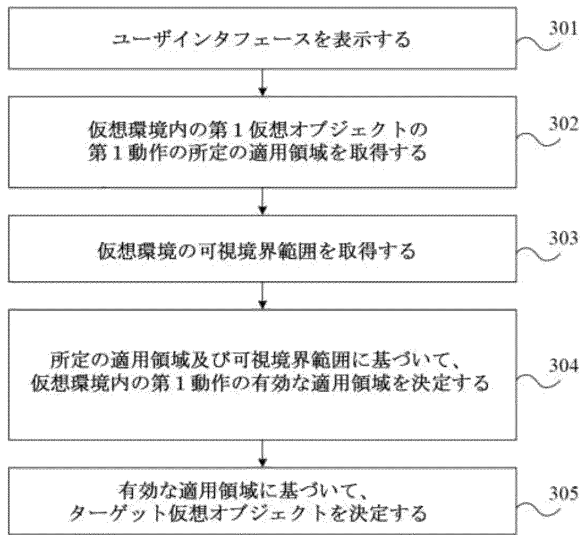 ユーザインタフェースを表示する
301
仮想環境内の第1仮想オブジェクトの
第1動作の所定の適用領域を取得する
302
仮想環境の可視境界範囲を取得する
303
所定の適用領域及び可視境界範囲に基づいて、
仮想環境内の第1動作の有効な適用領域を決定する
304
有効な適用領域に基づいて、
ターゲット仮想オブジェクトを決定する
305